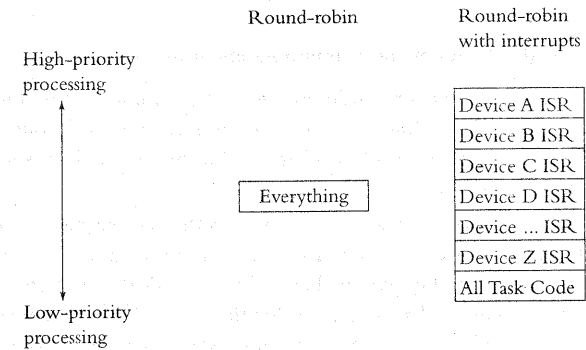 Round-robin
Round-robin
with interrupts
High-priority
processing
Device A ISR
Device B ISR
Device C ISR
Everything
Device D ISR
Device ... ISR
Device Z ISR
All Task Code
Low-priority
processing